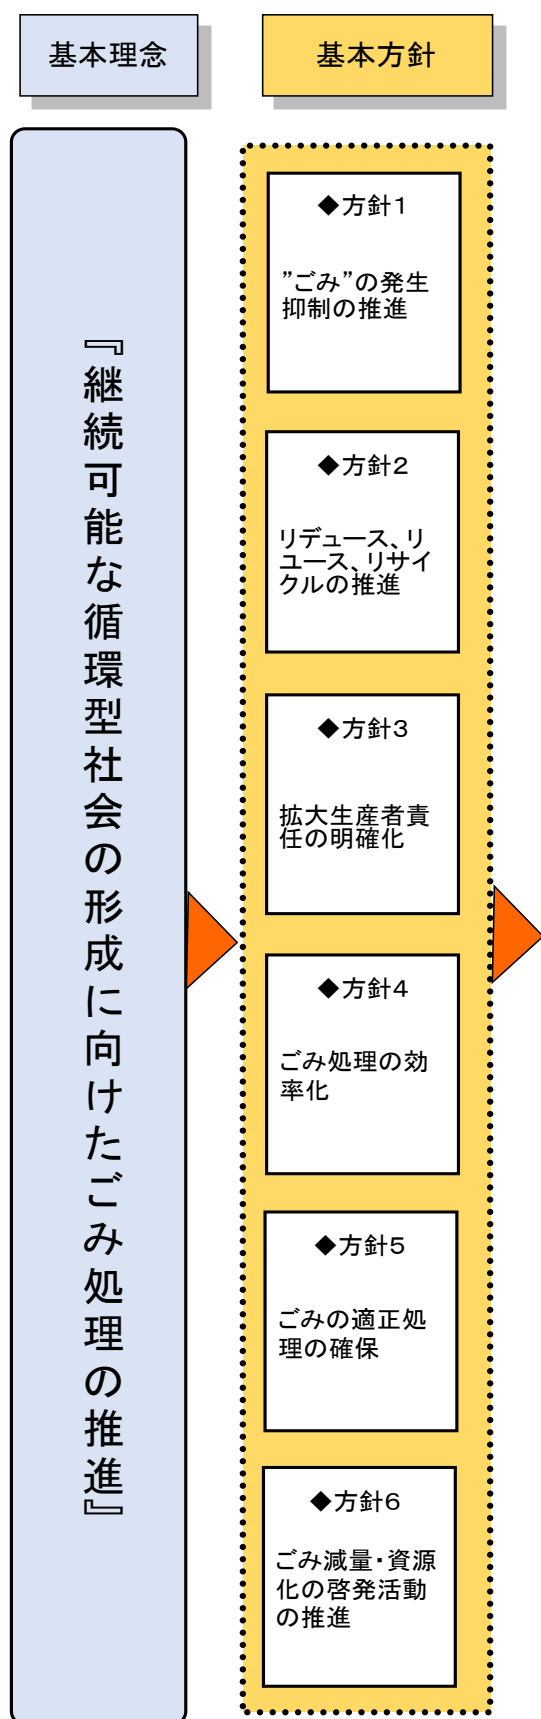 基本理念
基本方針
『継続可能な循環型社会の形成に向けたごみ処理の推進』
◆方針1
”ごみ”の発生
抑制の推進
◆方針2
リデュース、リ
ユース、リサイ
クルの推進
◆方針3
拡大生産者責
任の明確化
◆方針4
ごみ処理の効
率化
◆方針5
ごみの適正処
理の確保
◆方針6
ごみ減量・資源
化の啓発活動
の推進